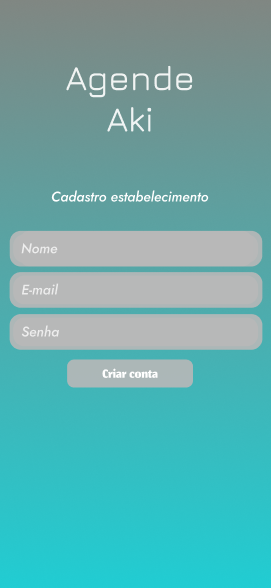 Agende
Aki
Cadastro estabelecimento
Nome
E-mail
Senha
Criar conta